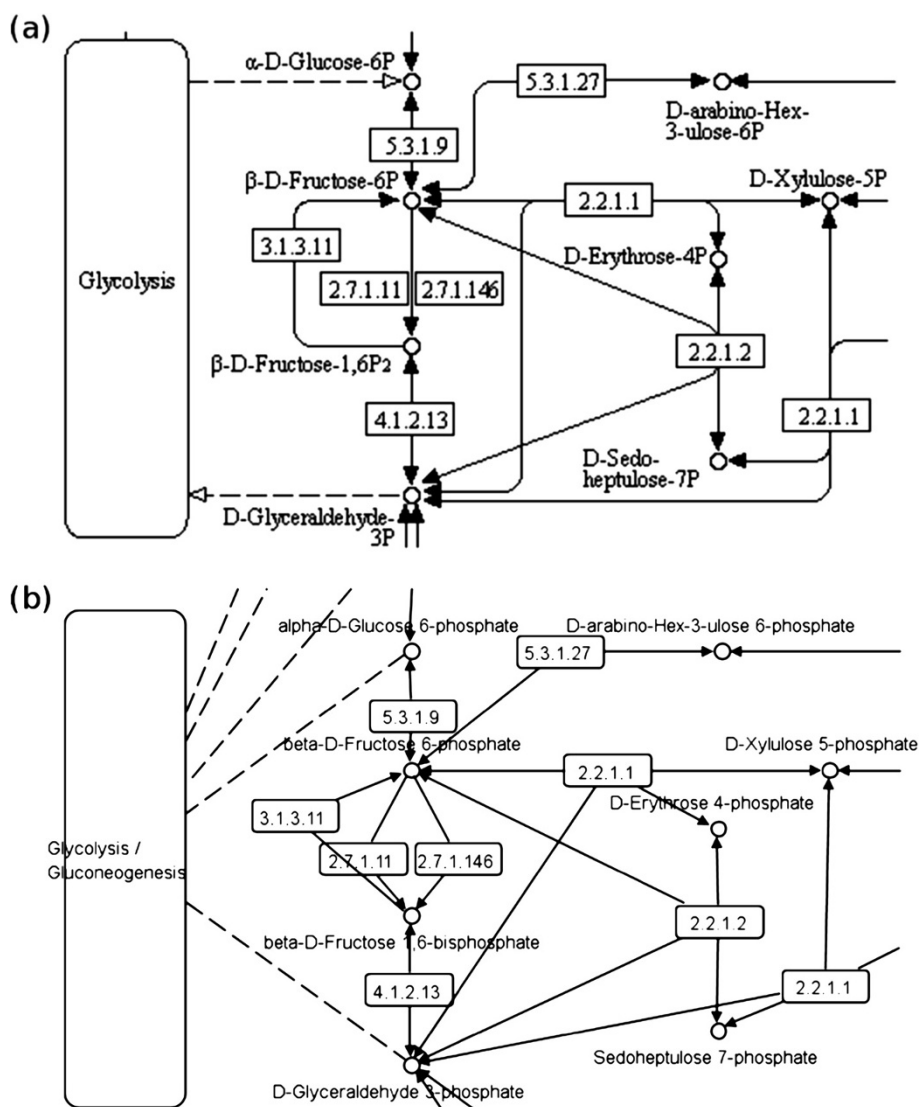 (a)
α-D-Glucose-6P
5.3.1.27
D-arabino-Hex-
3-ulose-6P
5.3.1.9
β-D-Fructose-6P
D-Xylulose-5P
2.2.1.1
3.1.3.11
D-Erythrose-4P
Glycolysis
2.7.1.11
2.7.1.146
2.2.1.2
β-D-Fructose-1,6P2
4.1.2.13
2.2.1.1
D-Sedo-
heptulose-7P
D-Glyceraldehyde-
3P
(b)
alpha-D-Glucose 6-phosphate
D-arabino-Hex-3-ulose 6-phosphate
5.3.1.27
5.3.1.9
beta-D-Fructose 6-phosphate
D-Xylulose 5-phosphate
2.2.1.1
D-Erythrose 4-phosphate
3.1.3.11
Glycolysis /
Gluconeogenesis
2.7.1.11
2.7.1.146
2.2.1.2
beta-D-Fructose 1,6-bisphosphate
4.1.2.13
2.2.1.1
Sedoheptulose 7-phosphate
D-Glyceraldehyde 3-phosphate